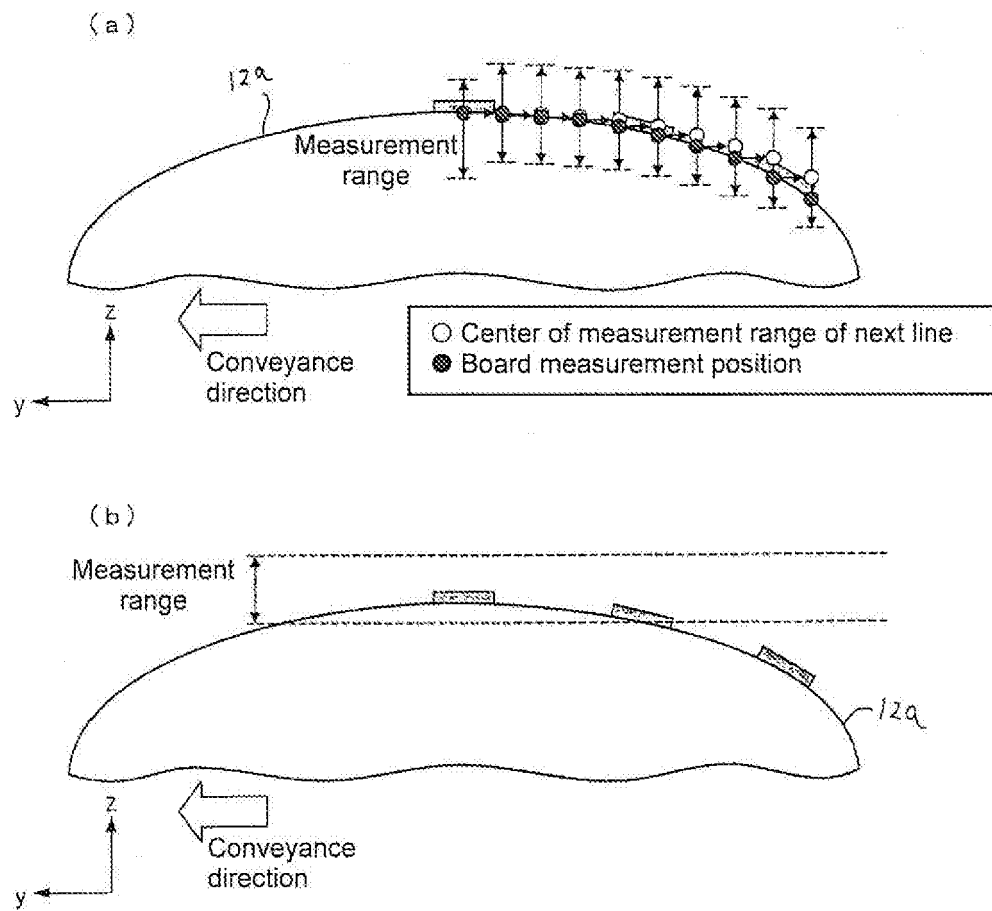 (a)
12a
Measurement
range
z
y
Conveyance
direction
Center of measurement range of next line
Board measurement position
(b)
Measurement
range
12a
z
y
Conveyance
direction